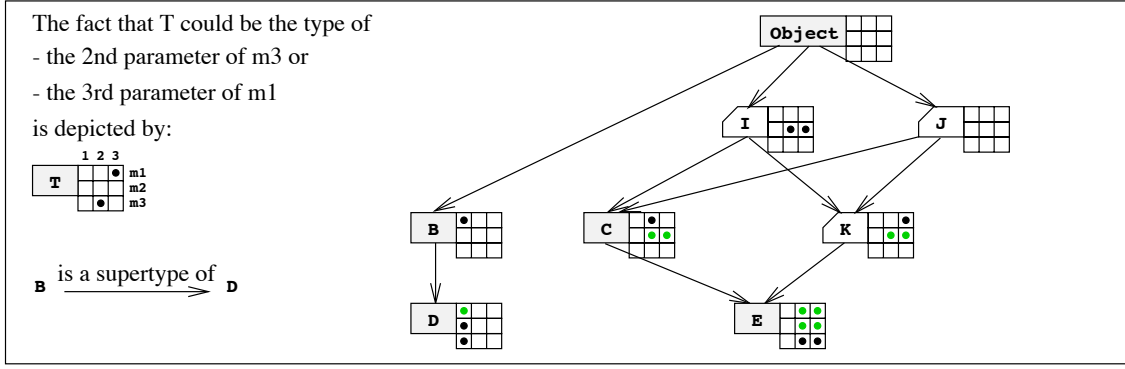 The fact that T could be the type of
- the 2nd parameter of m3 or
- the 3rd parameter of m1
is depicted by:
1 2 3
T m1
m2
m3
B is a supertype of D
Object
I J
B C K
D E